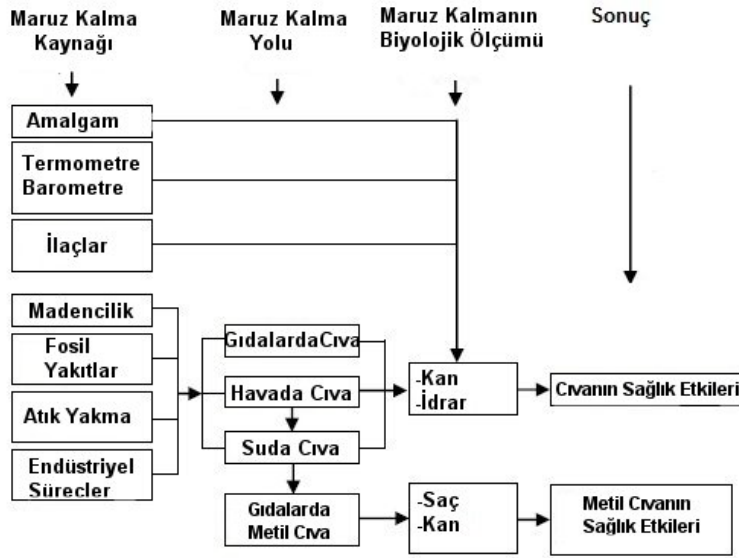 Maruz Kalma
Kaynağı
Maruz Kalma
Yolu
Maruz Kalmanın
Biyolojik Ölçümü
Sonuç
Amalgam
Termometre
Barometre
İlaçlar
Madencilik
Fosil
Yakıtlar
Atık Yakma
Endüstriyel
Süreçler
Gıdalarda Cıva
Havada Cıva
Suda Cıva
Gıdalarda
Metil Cıva
-Kan
-İdrar
-Saç
-Kan
Cıvanın Sağlık Etkileri
Metil Cıvanın
Sağlık Etkileri